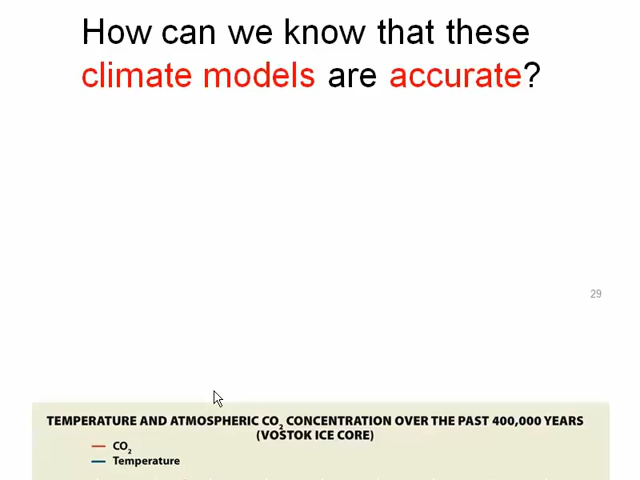 How can we know that these
climate models are accurate?
29
TEMPERATURE AND ATMOSPHERIC CO₂ CONCENTRATION OVER THE PAST 400,000 YEARS
(VOSTOK ICE CORE)
CO₂
Temperature